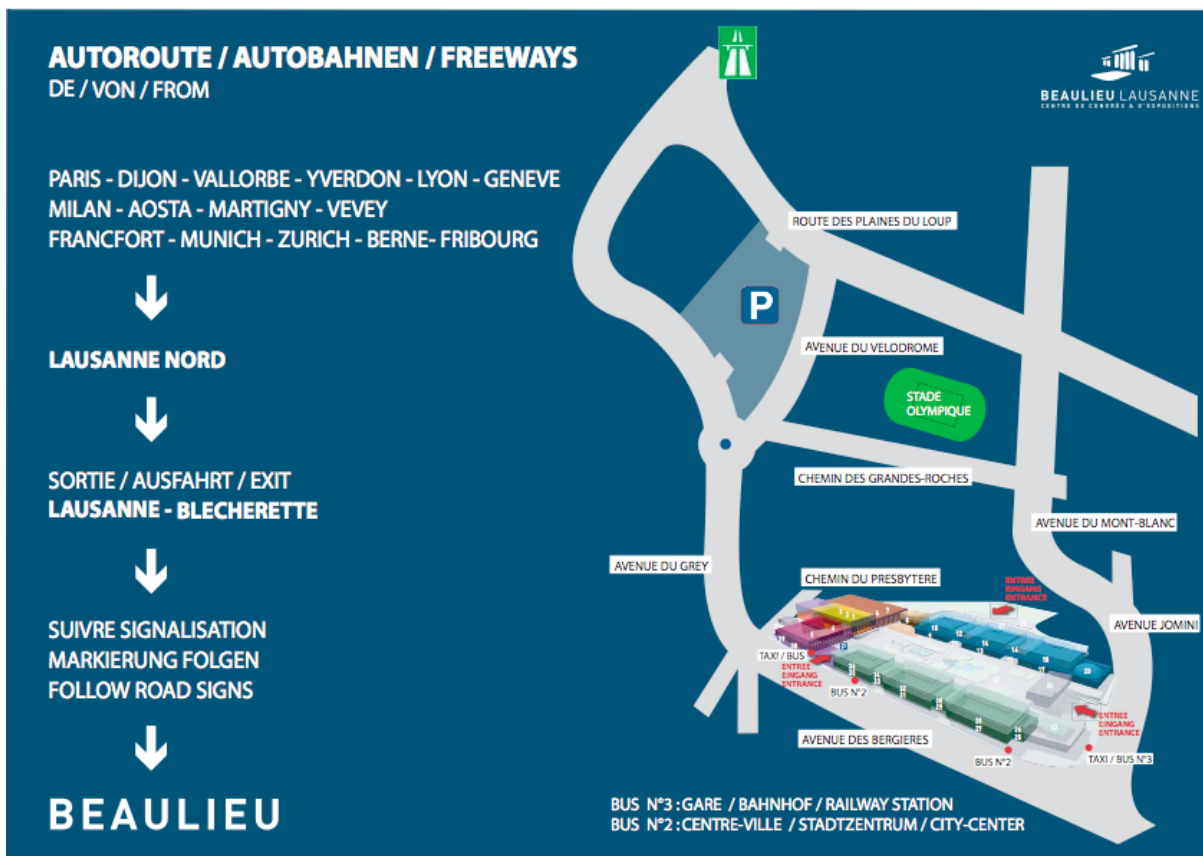 AUTOROUTE / AUTOBAHNEN / FREEWAYS
DE / VON / FROM
PARIS - DIJON - VALLORBE - YVERDON - LYON - GENEVE
MILAN - AOSTA - MARTIGNY - VEVEY
FRANCFORT - MUNICH - ZURICH - BERNE- FRIBOURG
LAUSANNE NORD
SORTIE / AUSFAHRT / EXIT
LAUSANNE - BLECHERETTE
SUIVRE SIGNALISATION
MARKIERUNG FOLGEN
FOLLOW ROAD SIGNS
BEAULIEU
BEAULIEU LAUSANNE
CENTRE DE CONGRÈS & D'EXPOSITIONS
ROUTE DES PLAINES DU LOUP
P
AVENUE DU VELODROME
STADE
OLYMPIQUE
CHEMIN DES GRANDES-ROCHES
AVENUE DU MONT-BLANC
AVENUE DU GREY
CHEMIN DU PRESBYTERE
ENTREE
EINGANG
ENTRANCE
AVENUE JOMINI
TAXI / BUS
P
ENTREE
EINGANG
ENTRANCE
BUS N°2
ENTREE
EINGANG
ENTRANCE
AVENUE DES BERGIERES
BUS N°2
TAXI / BUS N°3
BUS N°3 : GARE / BAHNHOF / RAILWAY STATION
BUS N°2 : CENTRE-VILLE / STADTZENTRUM / CITY-CENTER